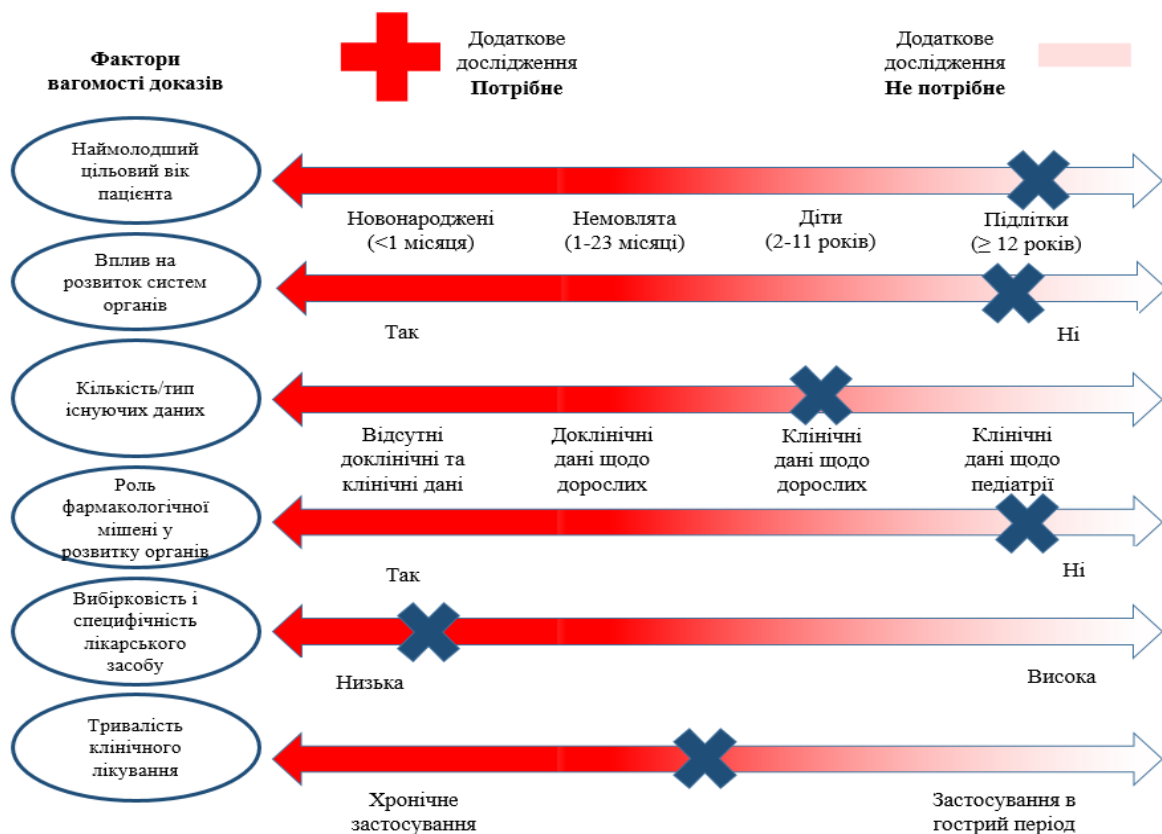 Фактори
вагомості доказів
Додаткове
дослідження
Потрібне
Додаткове
дослідження
Не потрібне
Наймолодший
цільовий вік
пацієнта
Новонароджені
(<1 місяця)
Немовлята
(1-23 місяці)
Діти
(2-11 років)
Підлітки
(≥ 12 років)
Вплив на
розвиток систем
органів
Так
Ні
Кількість/тип
існуючих даних
Відсутні
доклінічні та
клінічні дані
Доклінічні
дані щодо
дорослих
Клінічні
дані щодо
дорослих
Клінічні
дані щодо
педіатрії
Роль
фармакологічної
мішені у
розвитку органів
Так
Ні
Вибірковість і
специфічність
лікарського
засобу
Низька
Висока
Тривалість
клінічного
лікування
Хронічне
застосування
Застосування в
гострий період